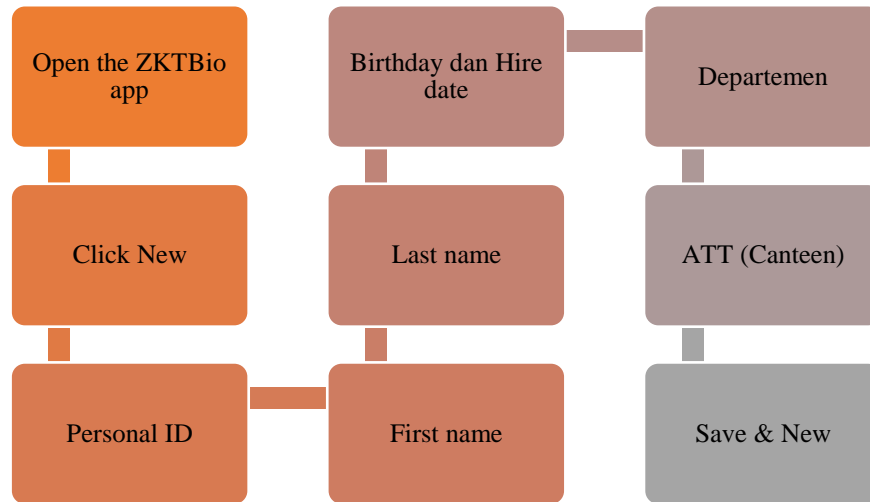 Open the ZKTBio
app
Click New
Personal ID
First name
Last name
Birthday dan Hire
date
Departemen
ATT (Canteen)
Save & New